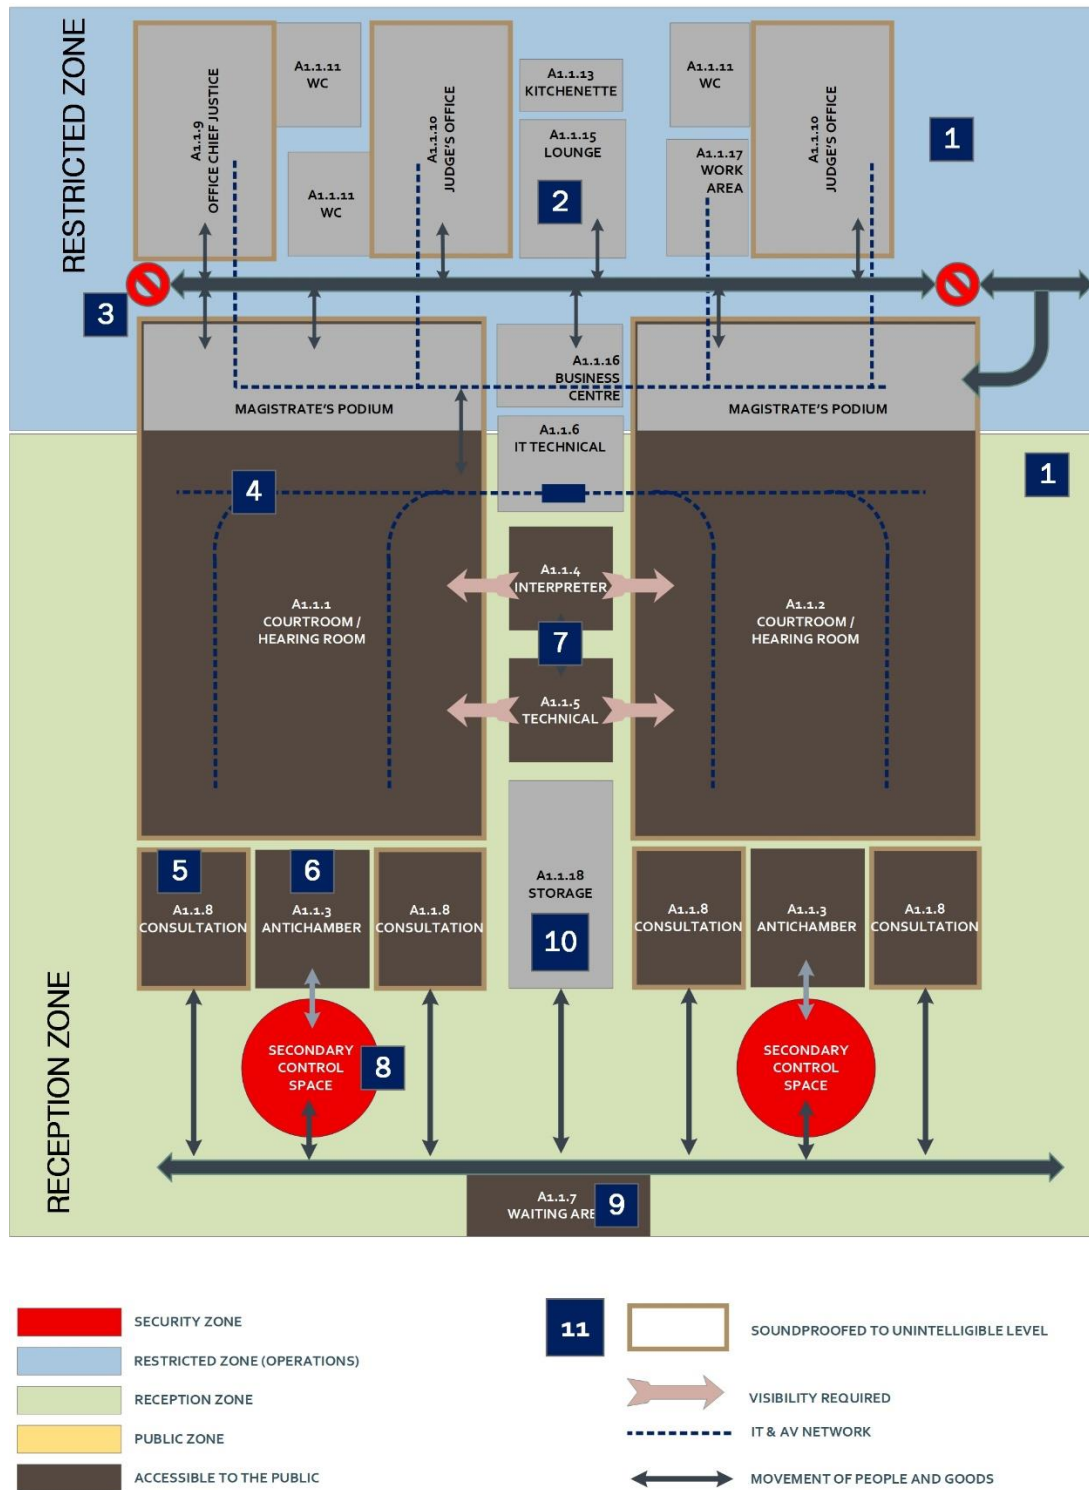 RESTRICTED ZONE
A1.1.9
OFFICE CHIEF JUSTICE
A1.1.11
WC
A1.1.11
WC
A1.1.10
JUDGE'S OFFICE
A1.1.13
KITCHENETTE
A1.1.15
LOUNGE
2
A1.1.11
WC
A1.1.17
WORK
AREA
A1.1.10
JUDGE'S OFFICE
1
3
MAGISTRATE'S PODIUM
A1.1.16
BUSINESS
CENTRE
MAGISTRATE'S PODIUM
A1.1.6
IT TECHNICAL
1
4
A1.1.4
INTERPRETER
A1.1.1
COURTROOM /
HEARING ROOM
7
A1.1.2
COURTROOM /
HEARING ROOM
A1.1.5
TECHNICAL
RECEPTION ZONE
5
A1.1.8
CONSULTATION
6
A1.1.3
ANTICHAMBER
A1.1.8
CONSULTATION
A1.1.18
STORAGE
10
A1.1.8
CONSULTATION
A1.1.3
ANTICHAMBER
A1.1.8
CONSULTATION
SECONDARY
CONTROL
SPACE
8
SECONDARY
CONTROL
SPACE
A1.1.7
WAITING ARE
9
SECURITY ZONE
RESTRICTED ZONE (OPERATIONS)
RECEPTION ZONE
PUBLIC ZONE
ACCESSIBLE TO THE PUBLIC
11
SOUNDPROOFED TO UNINTELLIGIBLE LEVEL
VISIBILITY REQUIRED
IT & AV NETWORK
MOVEMENT OF PEOPLE AND GOODS